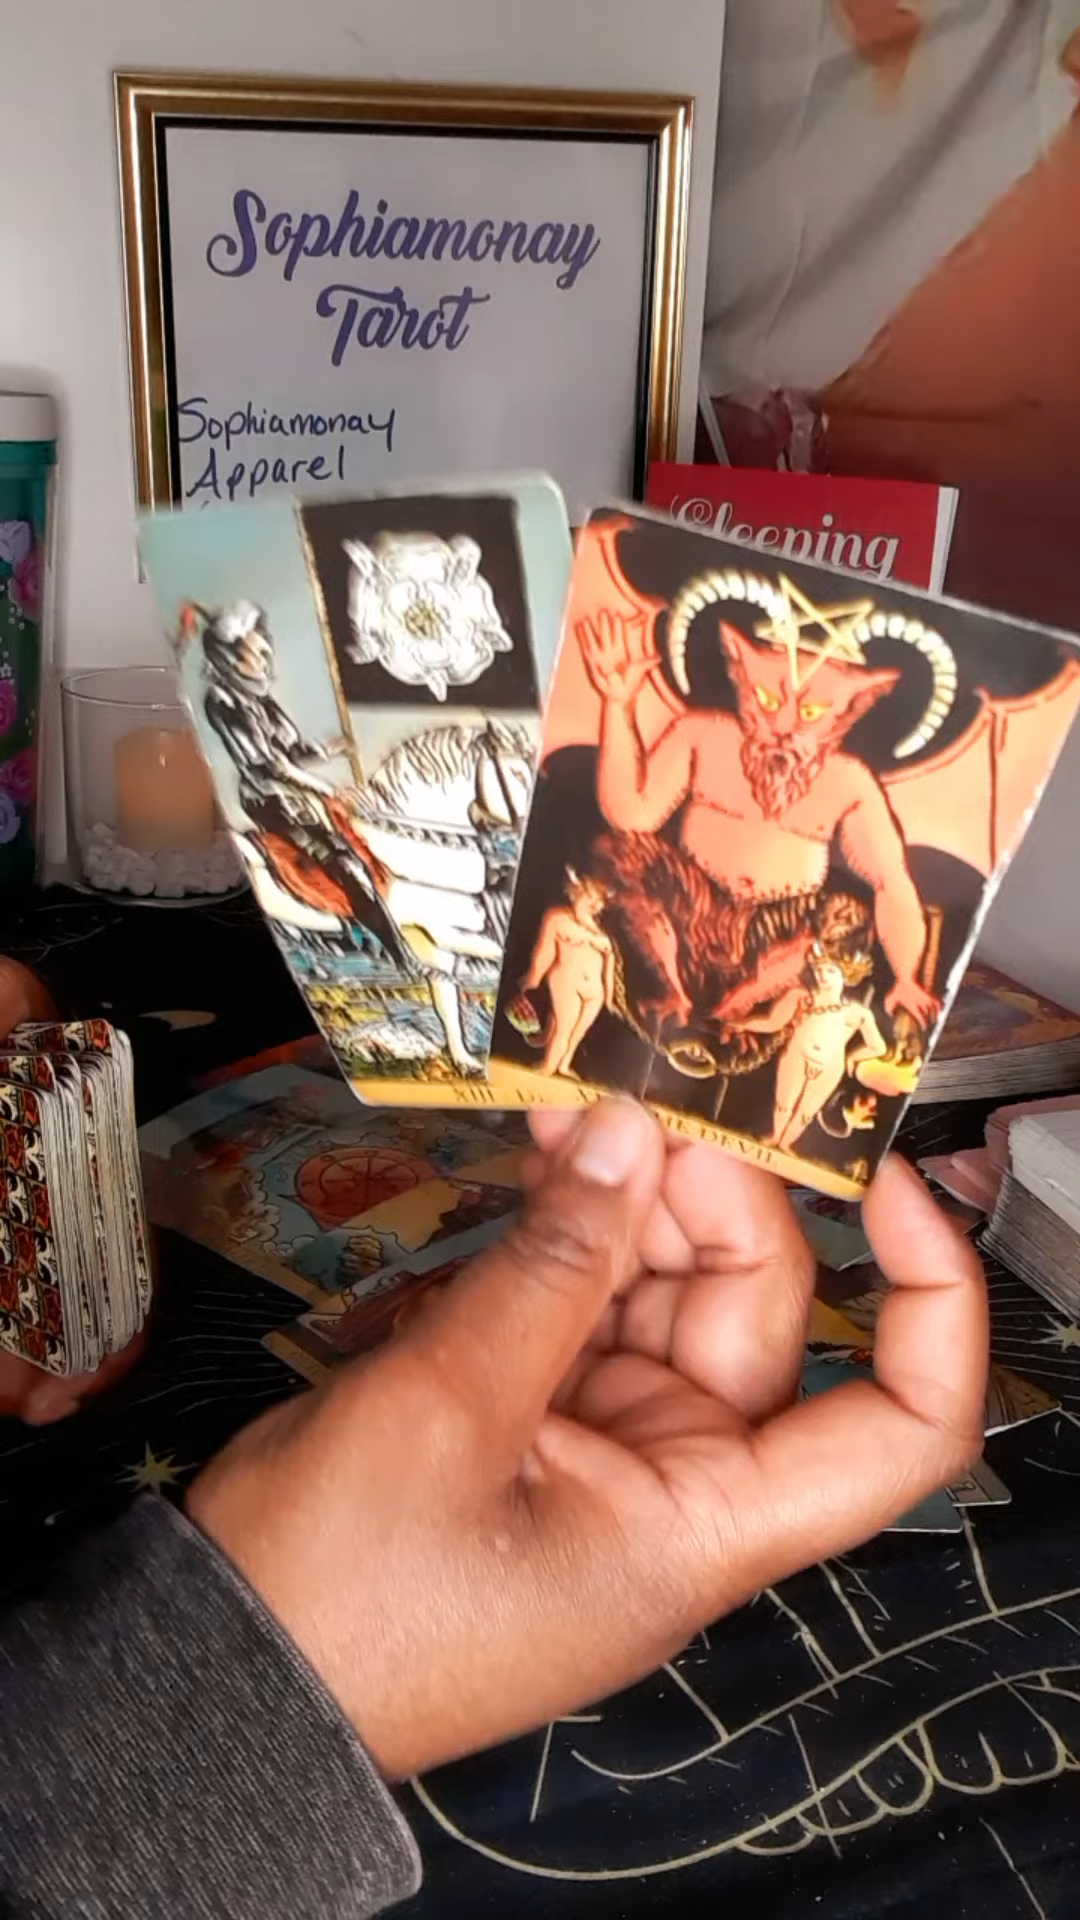 Sophiamonay
Tarot
Sophiamonay
Apparel
Sleeping
XIII
THE DEVIL